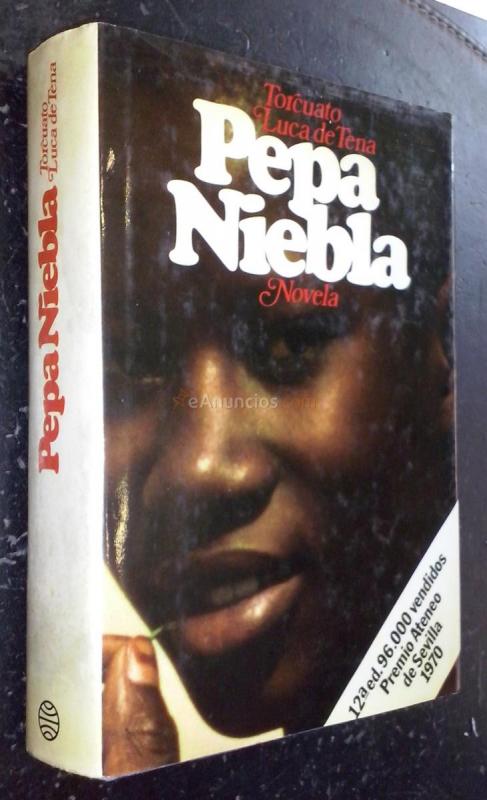 Torcuato
Luca de Tena
Pepa Niebla
Torcuato
Luca de Tena
Pepa
Niebla
Novela
eAnuncios.com
12a ed. 96.000 vendidos
Premio Ateneo
de Sevilla
1970